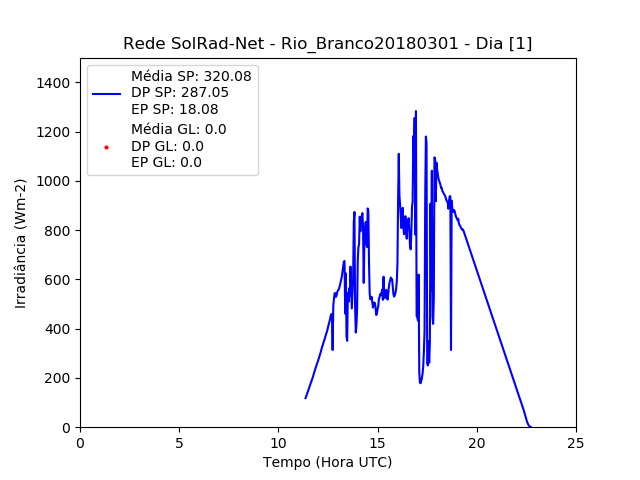 Rede SolRad-Net - Rio_Branco20180301 - Dia [1]
Média SP: 320.08
DP SP: 287.05
EP SP: 18.08
Média GL: 0.0
DP GL: 0.0
EP GL: 0.0
Irradiância (Wm-2)
1400
1200
1000
800
600
400
200
0
0 5 10 15 20 25
Tempo (Hora UTC)